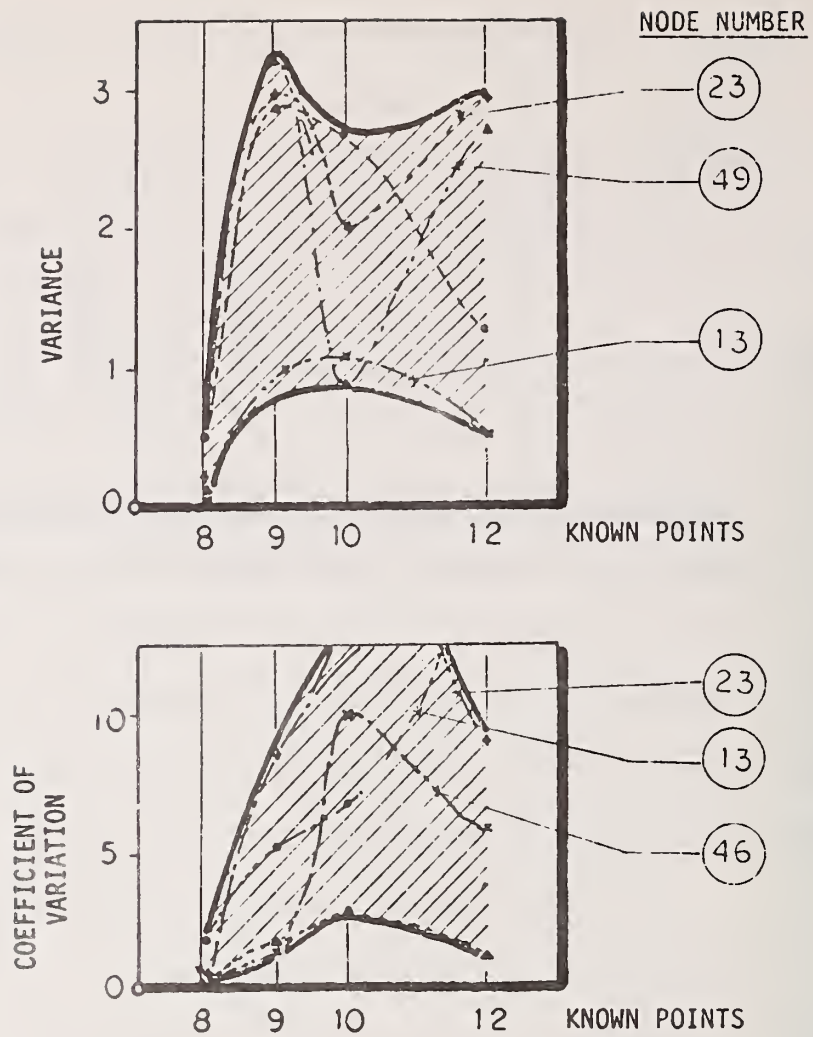 NODE NUMBER
3
2
1
0
VARIANCE
23
49
13
8 9 10 12 KNOWN POINTS
10
5
0
COEFFICIENT OF
VARIATION
23
13
46
8 9 10 12 KNOWN POINTS